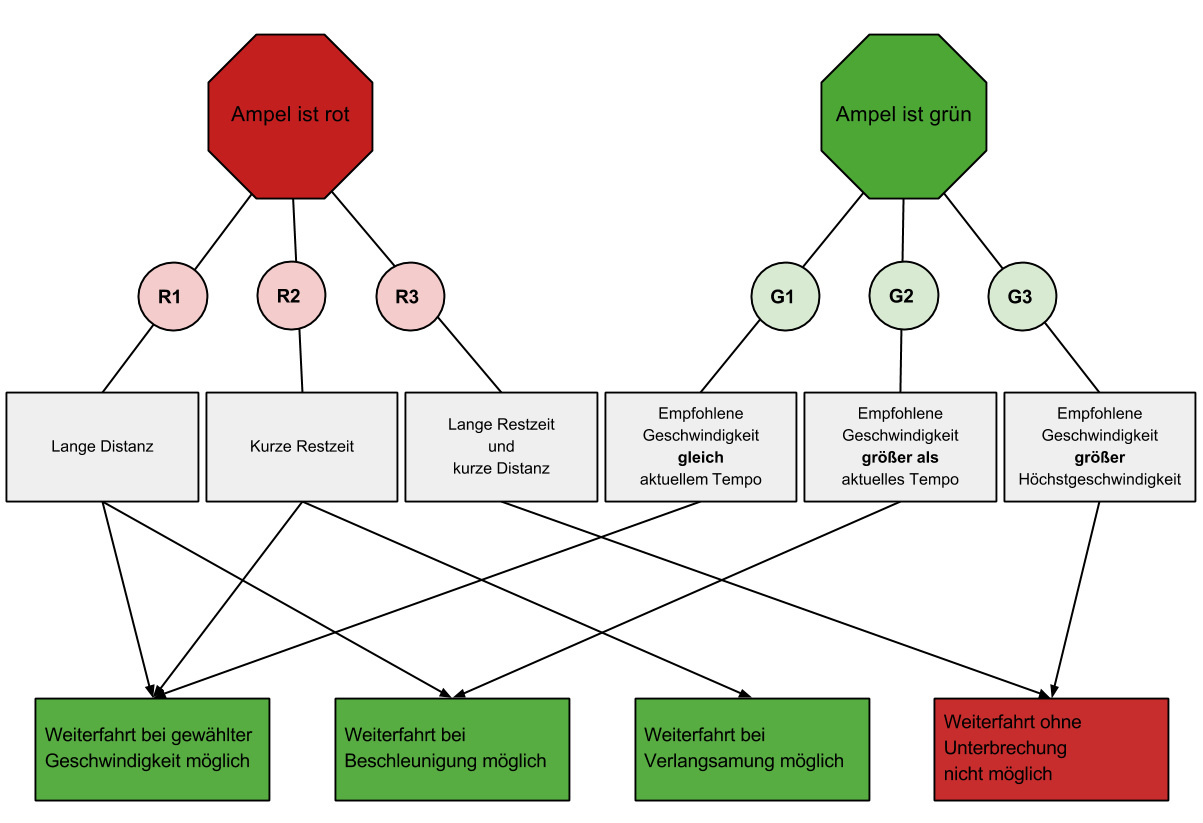 Ampel ist rot
Ampel ist grün
R1
R2
R3
G1
G2
G3
Lange Distanz
Kurze Restzeit
Lange Restzeit
und
kurze Distanz
Empfohlene
Geschwindigkeit
gleich
aktuellem Tempo
Empfohlene
Geschwindigkeit
größer als
aktuelles Tempo
Empfohlene
Geschwindigkeit
größer
Höchstgeschwindigkeit
Weiterfahrt bei gewählter
Geschwindigkeit möglich
Weiterfahrt bei
Beschleunigung möglich
Weiterfahrt bei
Verlangsamung möglich
Weiterfahrt ohne
Unterbrechung
nicht möglich